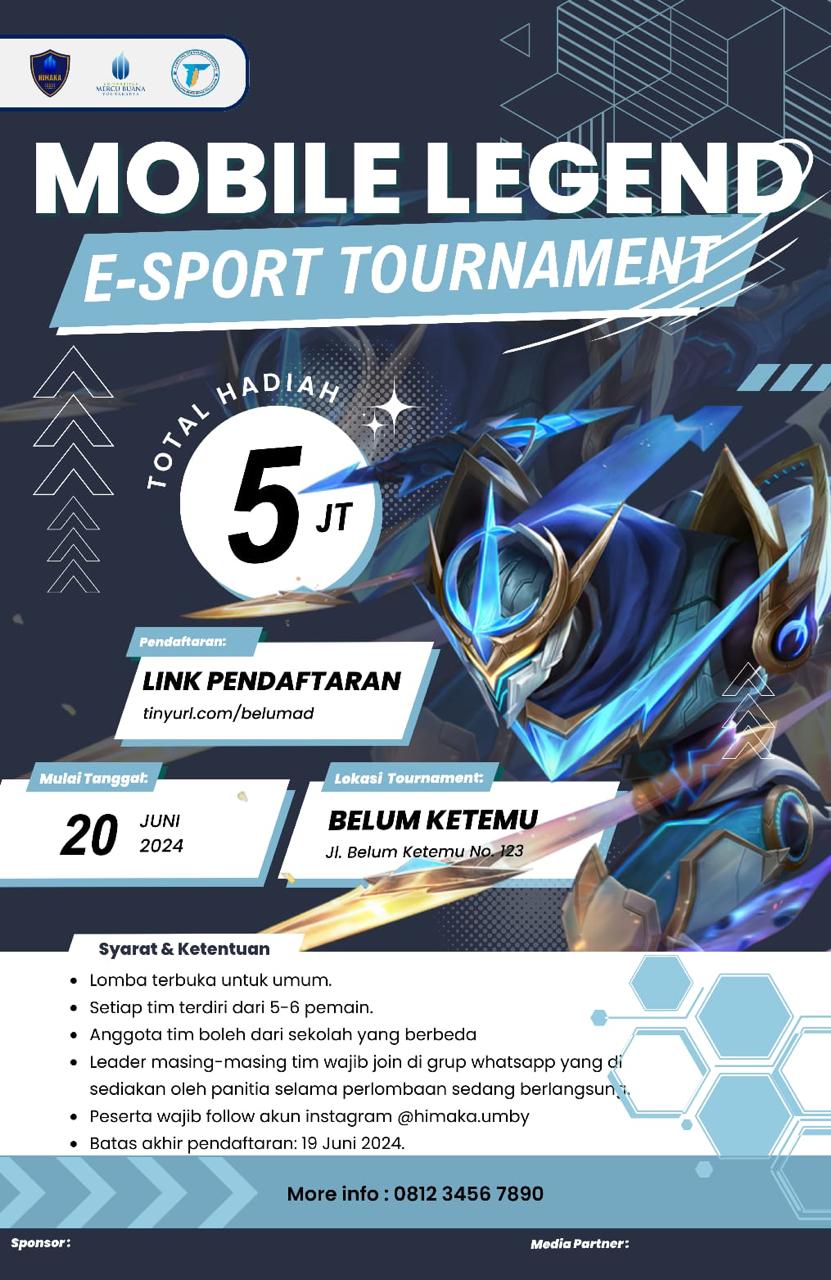 HIMAKA
MERCU BUANA
YOGYAKARTA
MOBILE LEGEND
E-SPORT TOURNAMENT
TOTAL HADIAH
5 JT
Pendaftaran:
LINK PENDAFTARAN
tinyurl.com/belumad
Mulai Tanggal:
20 JUNI
2024
Lokasi Tournament:
BELUM KETEMU
Jl. Belum Ketemu No. 123
Syarat & Ketentuan
• Lomba terbuka untuk umum.
• Setiap tim terdiri dari 5-6 pemain.
• Anggota tim boleh dari sekolah yang berbeda
• Leader masing-masing tim wajib join di grup whatsapp yang di
sediakan oleh panitia selama perlombaan sedang berlangsung.
• Peserta wajib follow akun instagram @himaka.umby
• Batas akhir pendaftaran: 19 Juni 2024.
More info : 0812 3456 7890
Sponsor:
Media Partner: